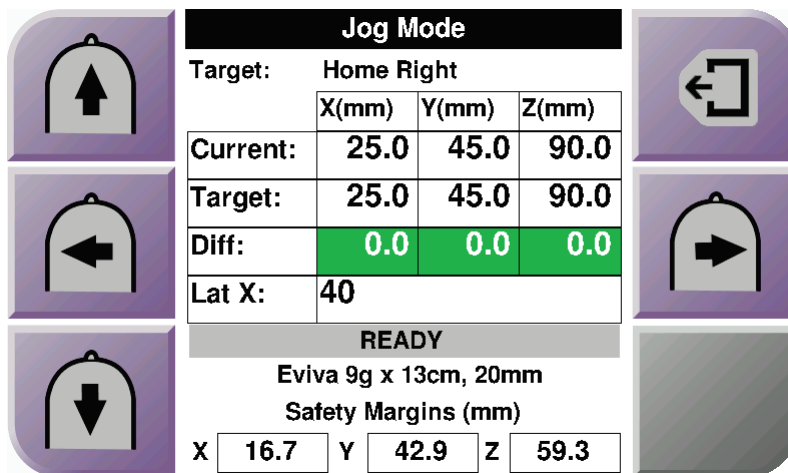 Jog Mode
Target: Home Right
X(mm) Y(mm) Z(mm)
Current: 25.0 45.0 90.0
Target: 25.0 45.0 90.0
Diff: 0.0 0.0 0.0
Lat X: 40
READY
Eviva 9g x 13cm, 20mm
Safety Margins (mm)
X 16.7 Y 42.9 Z 59.3